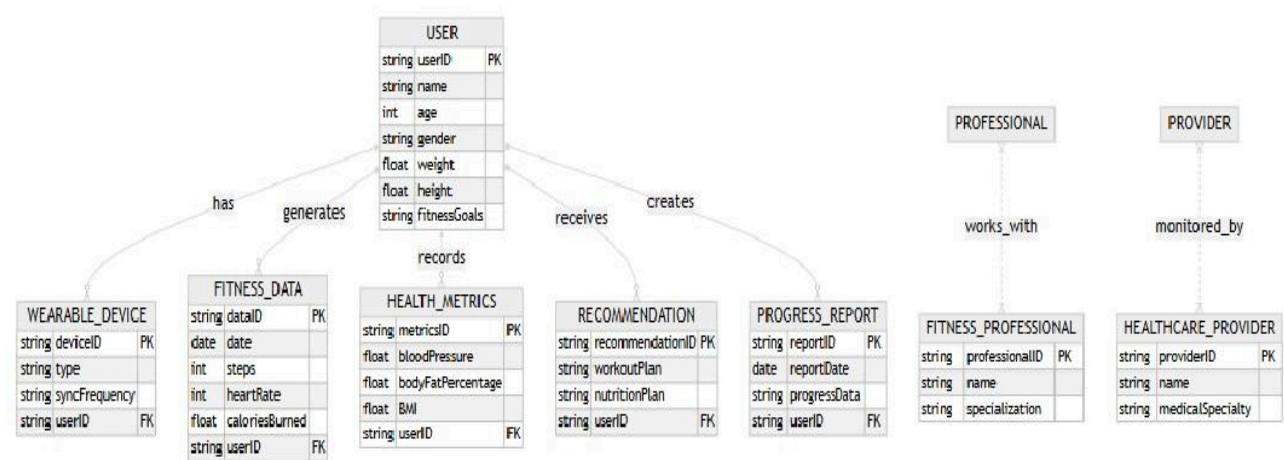 USER
string userID PK
string name
int age
string gender
float weight
float height
string fitnessGoals
PROFESSIONAL
PROVIDER
has
generates
records
receives
creates
works_with
monitored_by
WEARABLE_DEVICE
string deviceID PK
string type
string syncFrequency
string userID FK
FITNESS_DATA
string dataID PK
date date
int steps
int heartRate
float caloriesBurned
string userID FK
HEALTH_METRICS
string metricsID PK
float bloodPressure
float bodyFatPercentage
float BMI
string userID FK
RECOMMENDATION
string recommendationID PK
string workoutPlan
string nutritionPlan
string userID FK
PROGRESS_REPORT
string reportID PK
date reportDate
string progressData
string userID FK
FITNESS_PROFESSIONAL
string professionalID PK
string name
string specialization
HEALTHCARE_PROVIDER
string providerID PK
string name
string medicalSpecialty